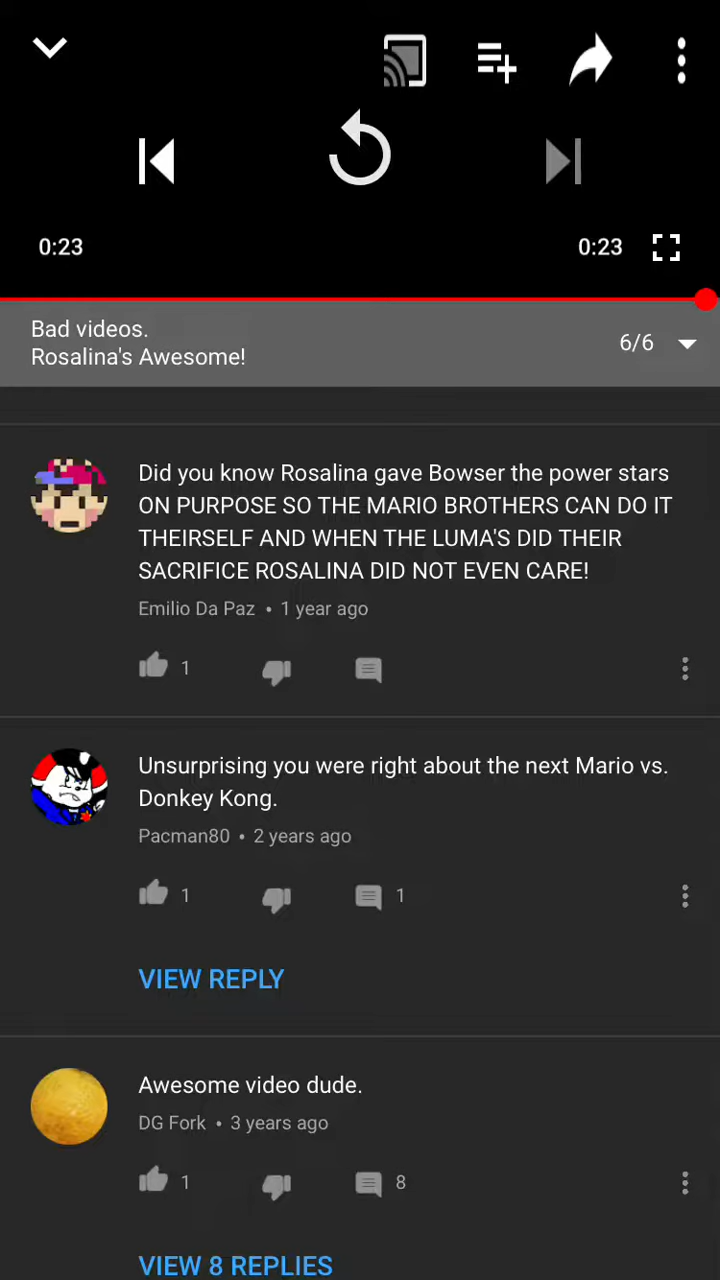 0:23
0:23
Bad videos.
Rosalina's Awesome!
6/6
Did you know Rosalina gave Bowser the power stars
ON PURPOSE SO THE MARIO BROTHERS CAN DO IT
THEIRSELF AND WHEN THE LUMA'S DID THEIR
SACRIFICE ROSALINA DID NOT EVEN CARE!
Emilio Da Paz • 1 year ago
1
Unsurprising you were right about the next Mario vs.
Donkey Kong.
Pacman80 • 2 years ago
1
1
VIEW REPLY
Awesome video dude.
DG Fork • 3 years ago
1
8
VIEW 8 REPLIES